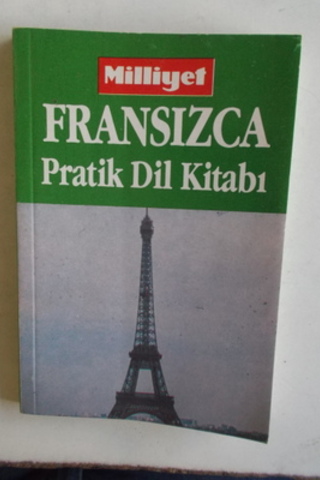 Milliyet
FRANSIZCA
Pratik Dil Kitabı